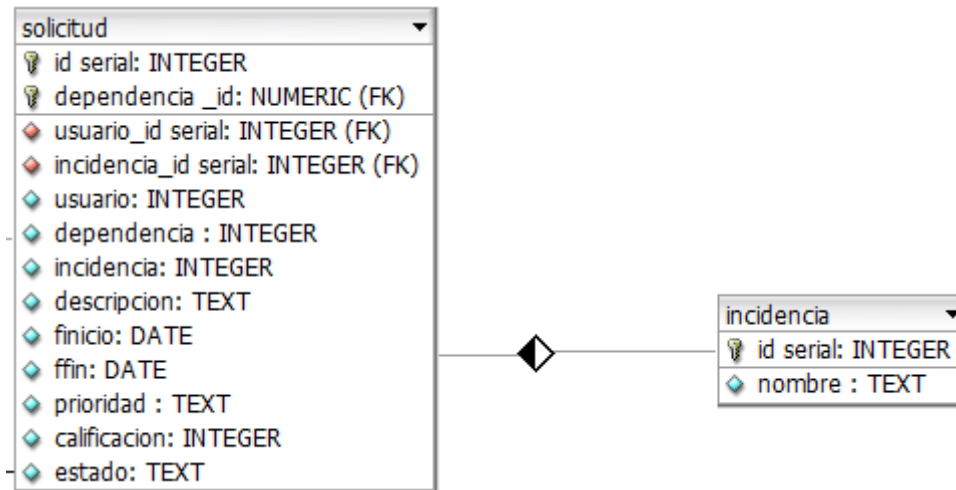 solicitud
id serial: INTEGER
dependencia _id: NUMERIC (FK)
usuario_id serial: INTEGER (FK)
incidencia_id serial: INTEGER (FK)
usuario: INTEGER
dependencia : INTEGER
incidencia: INTEGER
descripcion: TEXT
finicio: DATE
ffin: DATE
prioridad : TEXT
calificacion: INTEGER
estado: TEXT
incidencia
id serial: INTEGER
nombre : TEXT